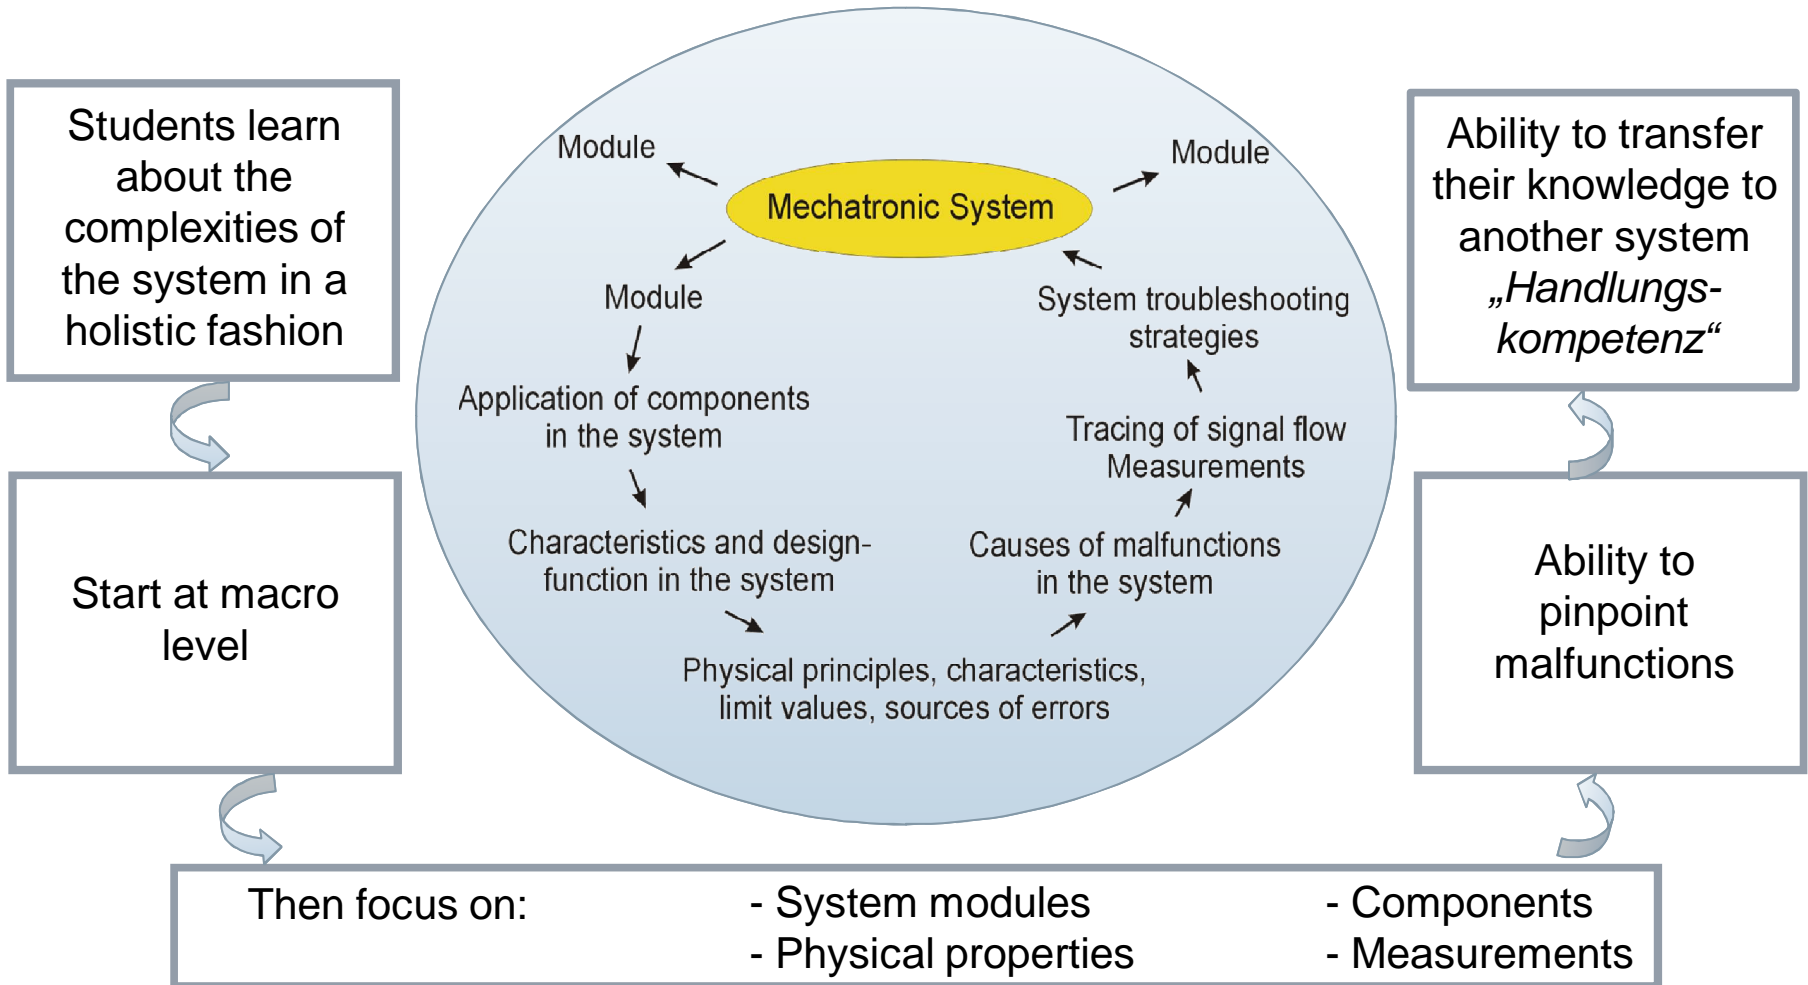 Students learn
about the
complexities of
the system in a
holistic fashion
Start at macro
level
Module
Module
Mechatronic System
Module
Application of components
in the system
Characteristics and design-
function in the system
Physical principles, characteristics,
limit values, sources of errors
Causes of malfunctions
in the system
Tracing of signal flow
Measurements
System troubleshooting
strategies
Then focus on:
- System modules
- Components
- Physical properties
- Measurements
Ability to
pinpoint
malfunctions
Ability to transfer
their knowledge to
another system
„Handlungs-
kompetenz“